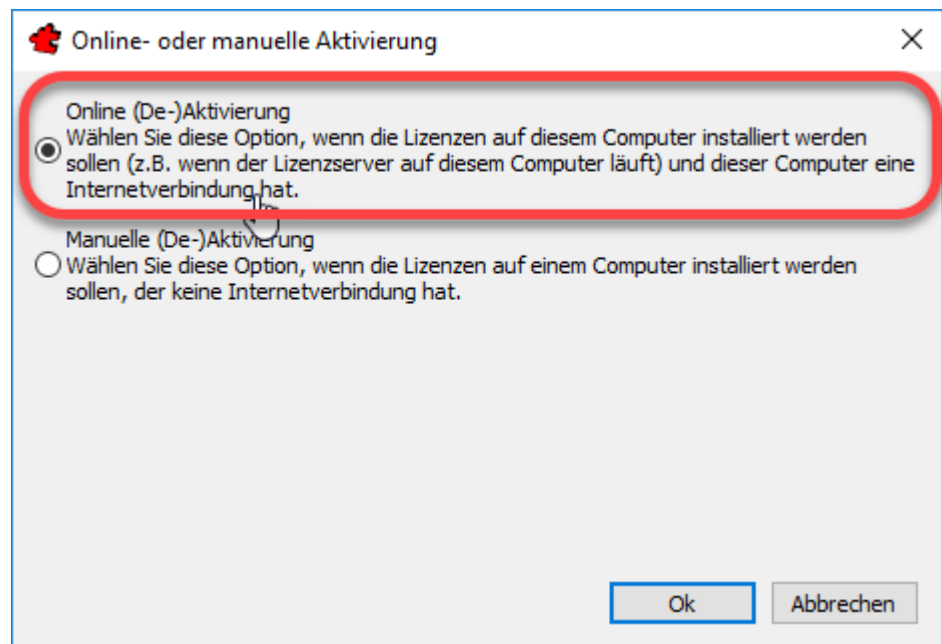 Online- oder manuelle Aktivierung
Online (De-)Aktivierung
Wählen Sie diese Option, wenn die Lizenzen auf diesem Computer installiert werden
sollen (z.B. wenn der Lizenzserver auf diesem Computer läuft) und dieser Computer eine
Internetverbindung hat.
Manuelle (De-)Aktivierung
Wählen Sie diese Option, wenn die Lizenzen auf einem Computer installiert werden
sollen, der keine Internetverbindung hat.
Ok
Abbrechen